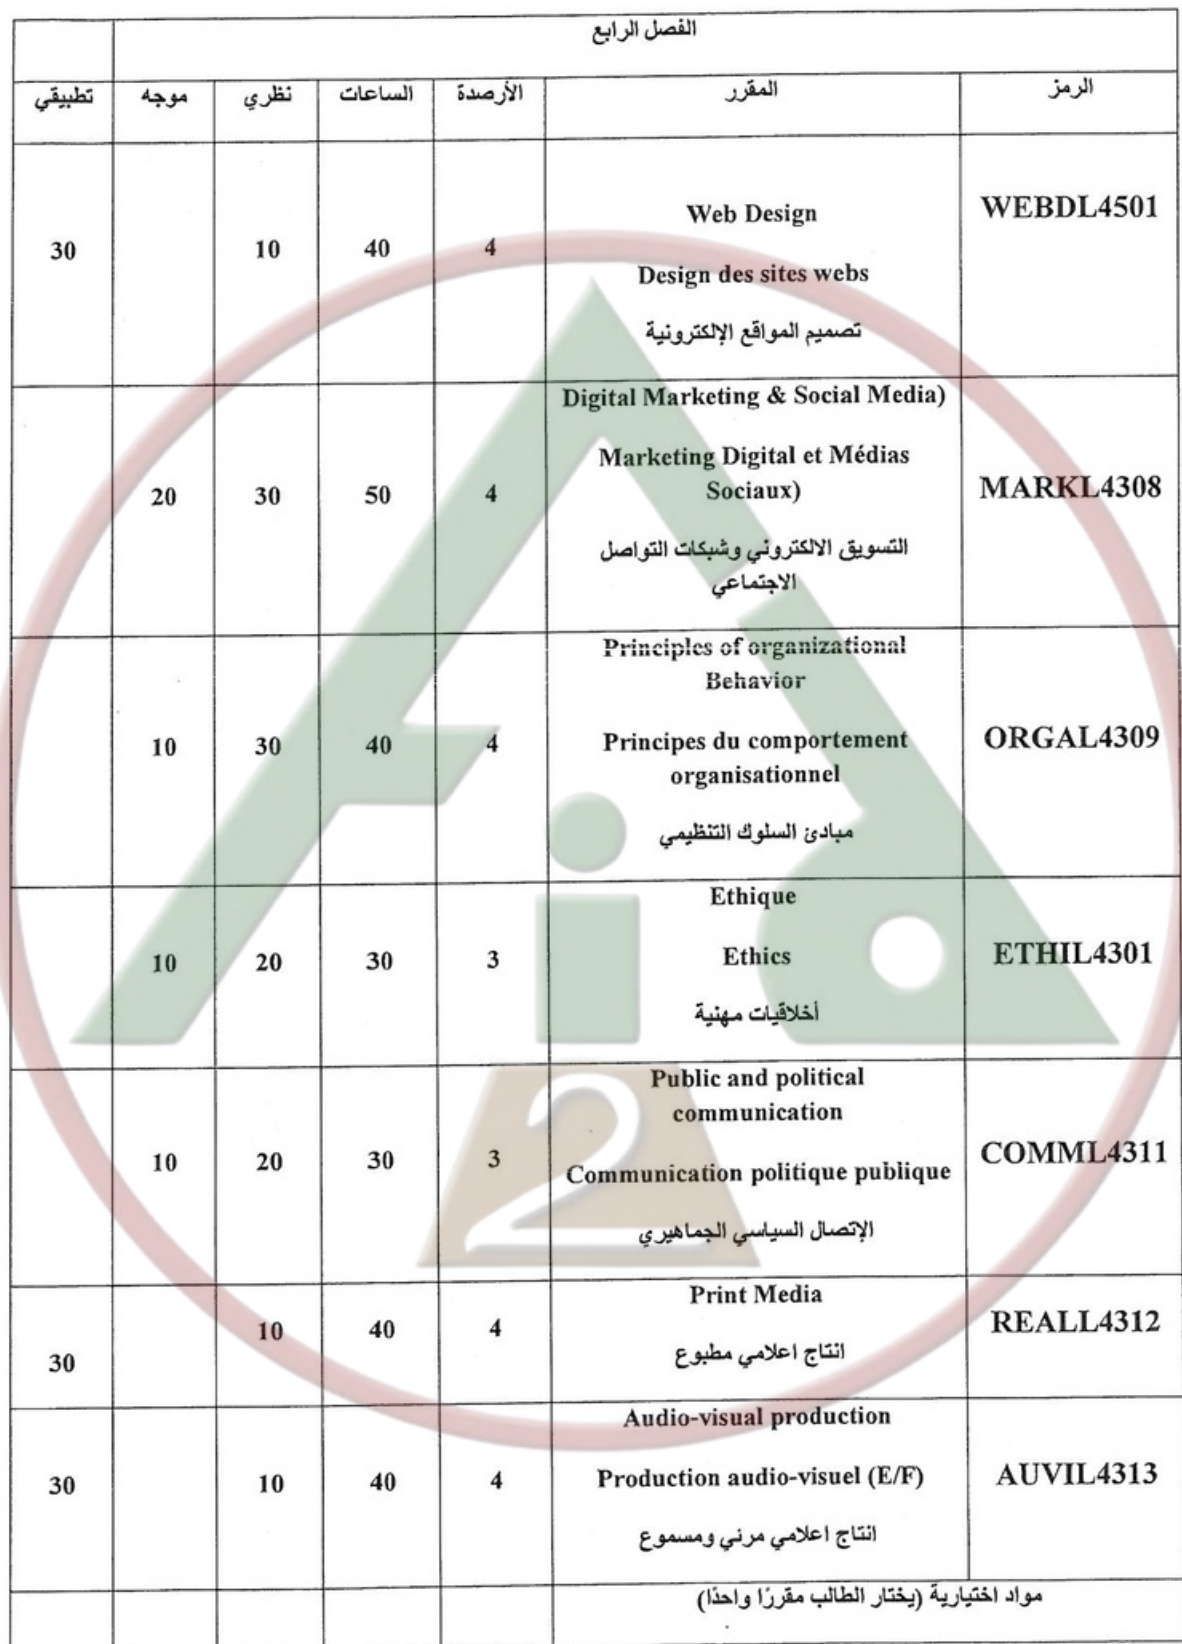 الفصل الرابع
الرمز المقرر الأرصدة الساعات نظري موجه تطبيقي
WEBDL4501
Web Design
Design des sites webs
تصميم المواقع الإلكترونية
4 40 10 30
MARKL4308
Digital Marketing & Social Media)
Marketing Digital et Médias
Sociaux)
التسويق الالكتروني وشبكات التواصل
الاجتماعي
4 50 30 20
ORGAL4309
Principles of organizational
Behavior
Principes du comportement
organisationnel
مبادئ السلوك التنظيمي
4 40 30 10
ETHIL4301
Ethique
Ethics
أخلاقيات مهنية
3 30 20 10
COMML4311
Public and political
communication
Communication politique publique
الإتصال السياسي الجماهيري
3 30 20 10
REALL4312
Print Media
انتاج اعلامي مطبوع
4 40 10 30
AUVIL4313
Audio-visual production
Production audio-visuel (E/F)
انتاج اعلامي مرئي ومسموع
4 40 10 30
مواد اختيارية (يختار الطالب مقررًا واحدًا)
Aid
2